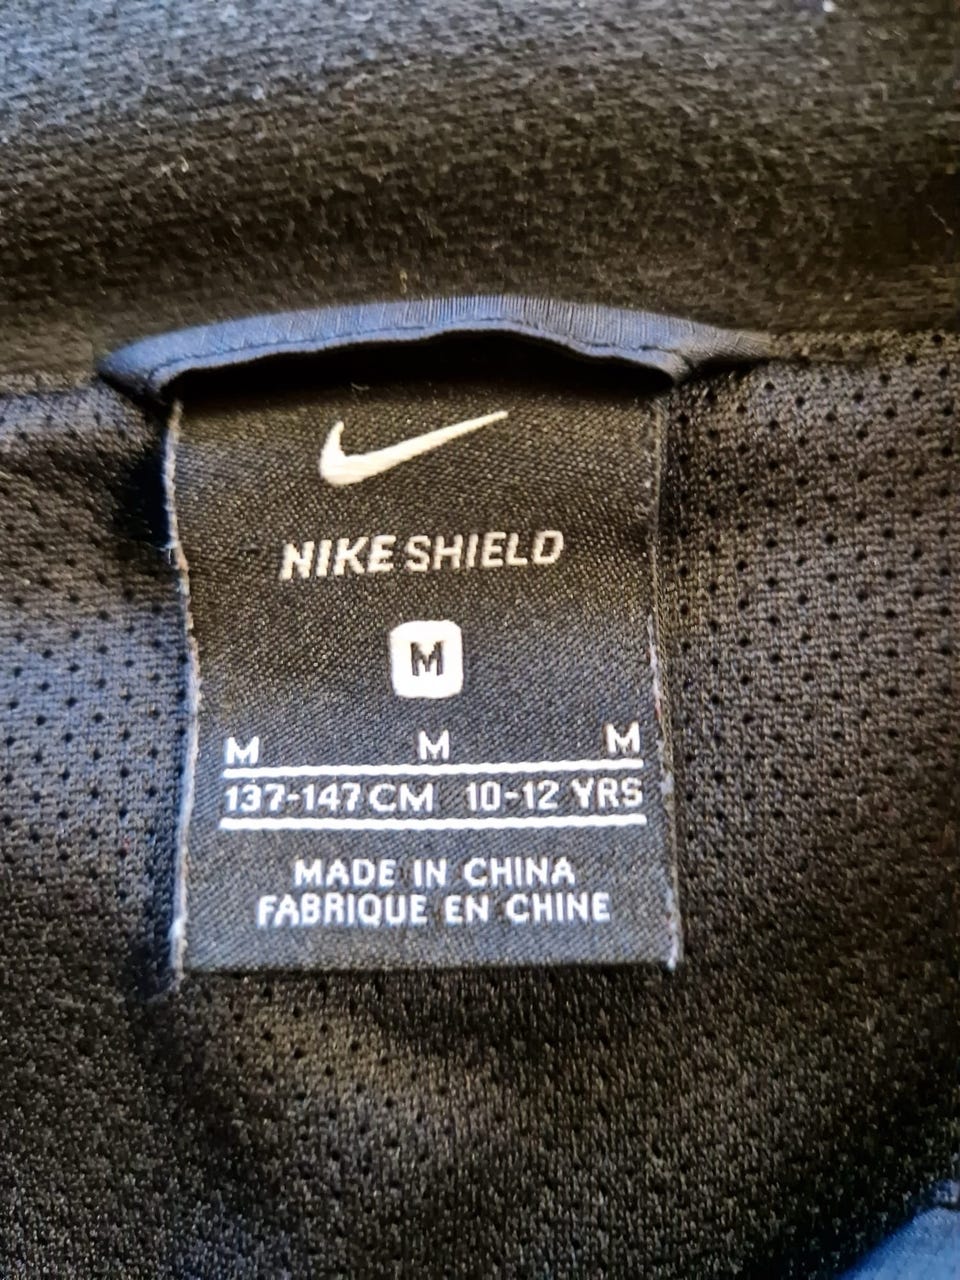 NIKE SHIELD
M
M M M
137-147 CM 10-12 YRS
MADE IN CHINA
FABRIQUE EN CHINE